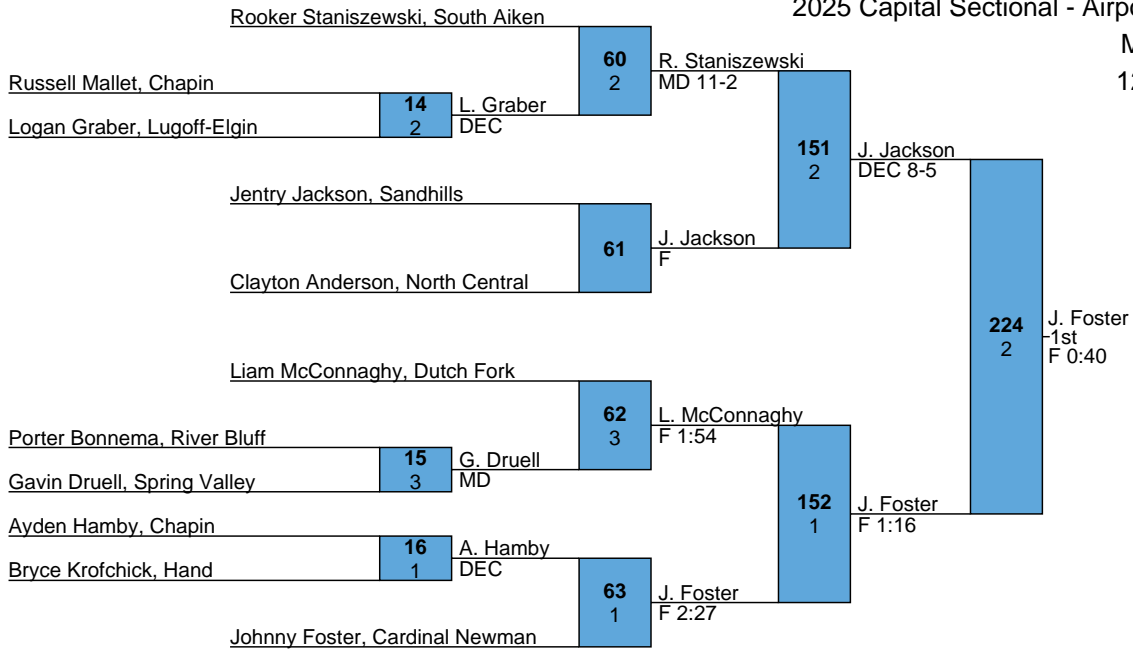 2025 Capital Sectional - Airpo
M
12
Rooker Staniszewski, South Aiken
60
2
R. Staniszewski
MD 11-2
Russell Mallet, Chapin
14
2
L. Graber
DEC
Logan Graber, Lugoff-Elgin
151
2
J. Jackson
DEC 8-5
Jentry Jackson, Sandhills
61
J. Jackson
F
Clayton Anderson, North Central
224
2
J. Foster
1st
F 0:40
Liam McConnaghy, Dutch Fork
62
3
L. McConnaghy
F 1:54
Porter Bonnema, River Bluff
15
3
G. Druell
MD
Gavin Druell, Spring Valley
152
1
J. Foster
F 1:16
Ayden Hamby, Chapin
16
1
A. Hamby
DEC
Bryce Krofchick, Hand
63
1
J. Foster
F 2:27
Johnny Foster, Cardinal Newman